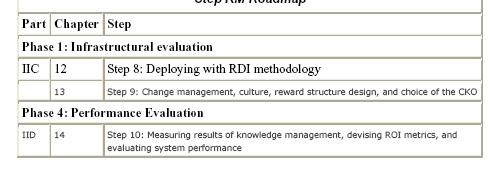 Step KM Roadmap
Part Chapter Step
Phase 1: Infrastructural evaluation
IIC 12 Step 8: Deploying with RDI methodology
13 Step 9: Change management, culture, reward structure design, and choice of the CKO
Phase 4: Performance Evaluation
IID 14 Step 10: Measuring results of knowledge management, devising ROI metrics, and
evaluating system performance